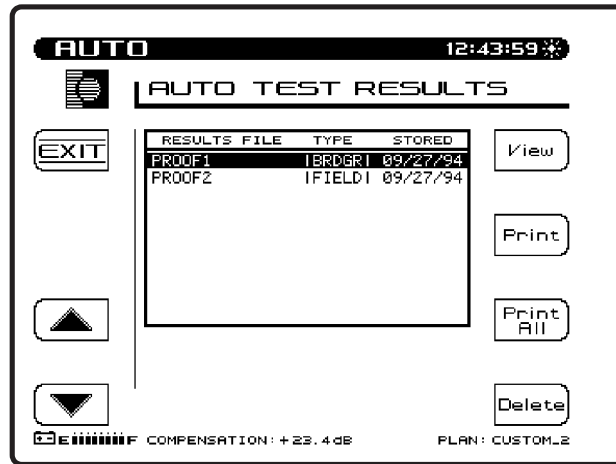 AUTO 12:43:59
AUTO TEST RESULTS
EXIT
RESULTS FILE TYPE STORED
PROOF1 |BRDGR| 09/27/94
PROOF2 |FIELD| 09/27/94
View
Print
Print All
Delete
E F COMPENSATION:+23.4dB PLAN: CUSTOM_2